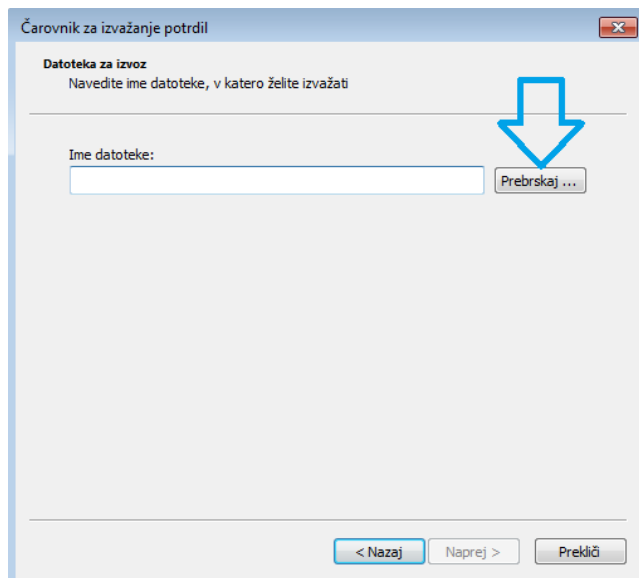 Čarovnik za izvažanje potrdil
Datoteka za izvoz
Navedite ime datoteke, v katero želite izvažati
Ime datoteke:
Prebrskaj ...
< Nazaj
Naprej >
Prekliči